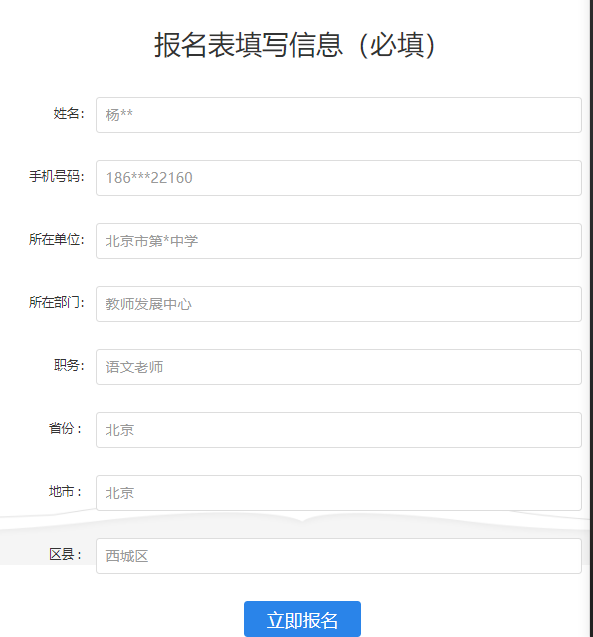 报名表填写信息（必填）
姓名： 杨**
手机号码： 186***22160
所在单位： 北京市第*中学
所在部门： 教师发展中心
职务： 语文老师
省份： 北京
地市： 北京
区县： 西城区
立即报名